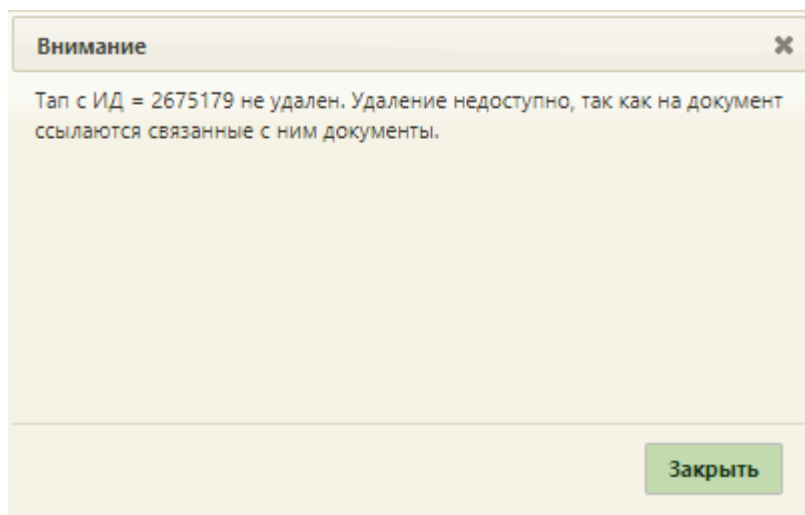 Внимание
Тап с ИД = 2675179 не удален. Удаление недоступно, так как на документ
ссылаются связанные с ним документы.
Закрыть